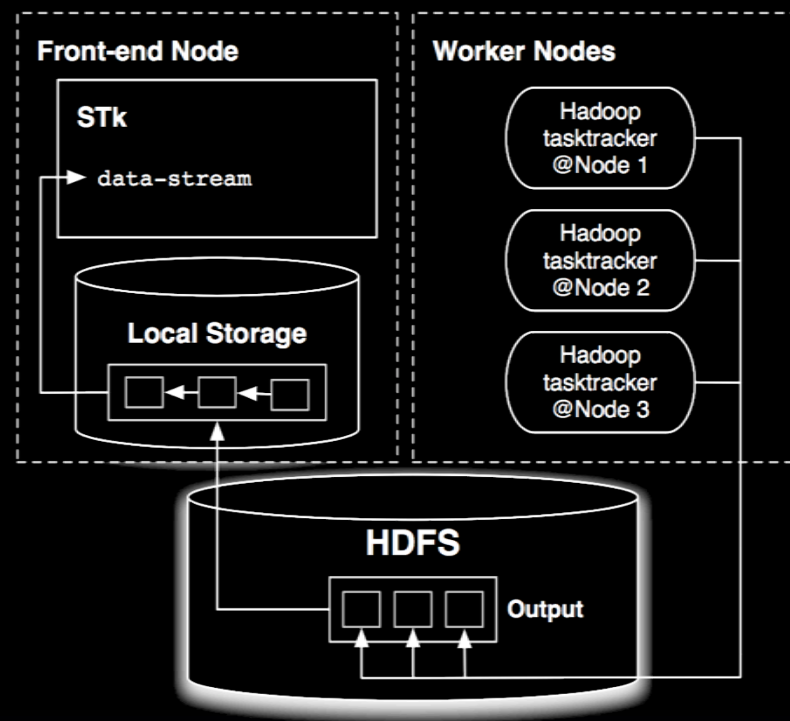 Front-end Node
STk
data-stream
Local Storage
Worker Nodes
Hadoop
tasktracker
@Node 1
Hadoop
tasktracker
@Node 2
Hadoop
tasktracker
@Node 3
HDFS
Output